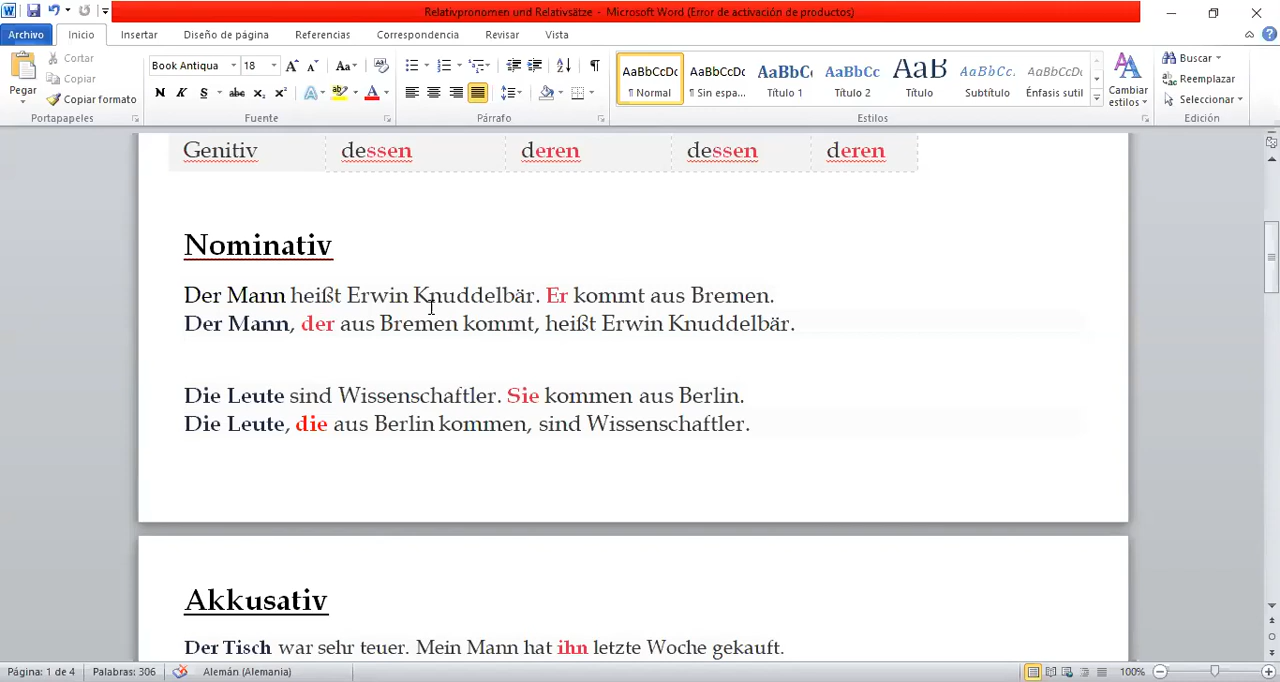 Relativpronomen und Relativsätze - Microsoft Word (Error de activación de productos)
Archivo Inicio Insertar Diseño de página Referencias Correspondencia Revisar Vista
Pegar
Cortar
Copiar
Copiar formato
Portapapeles
Book Antiqua 18
Fuente
Párrafo
AaBbCcDc AaBbCcDc AaBbC AaBbCc AaB AaBbCc. AaBbCcDc
¶ Normal ¶ Sin espa... Título 1 Título 2 Título Subtítulo Énfasis sutil
Cambiar estilos
Estilos
Buscar
Reemplazar
Seleccionar
Edición
Genitiv dessen deren dessen deren
Nominativ
Der Mann heißt Erwin Knuddelbär. Er kommt aus Bremen.
Der Mann, der aus Bremen kommt, heißt Erwin Knuddelbär.
Die Leute sind Wissenschaftler. Sie kommen aus Berlin.
Die Leute, die aus Berlin kommen, sind Wissenschaftler.
Akkusativ
Der Tisch war sehr teuer. Mein Mann hat ihn letzte Woche gekauft.
Página: 1 de 4 Palabras: 306 Alemán (Alemania) 100%